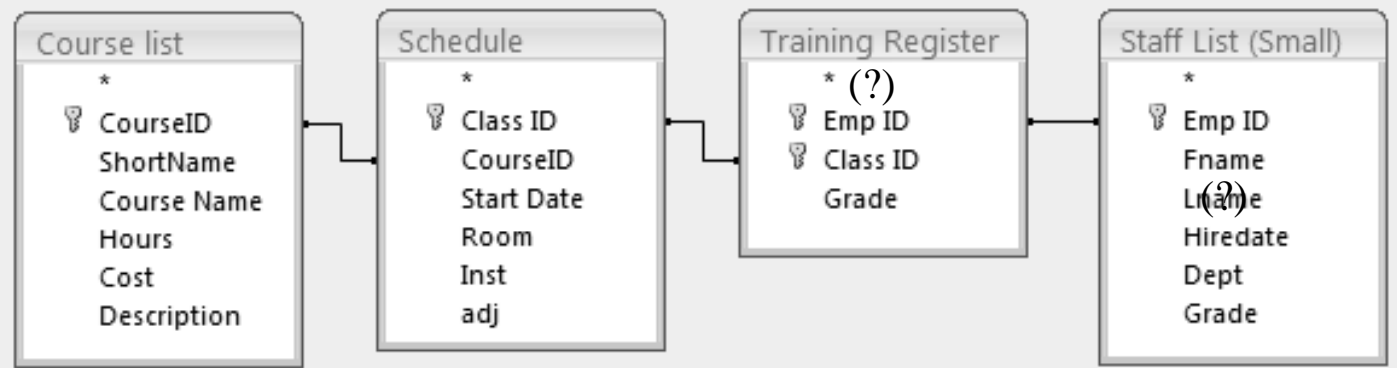 Course list
*
CourseID
ShortName
Course Name
Hours
Cost
Description
Schedule
*
Class ID
CourseID
Start Date
Room
Inst
adj
Training Register
* (?)
Emp ID
Class ID
Grade
Staff List (Small)
*
Emp ID
Fname
Lname
(?)
Hiredate
Dept
Grade